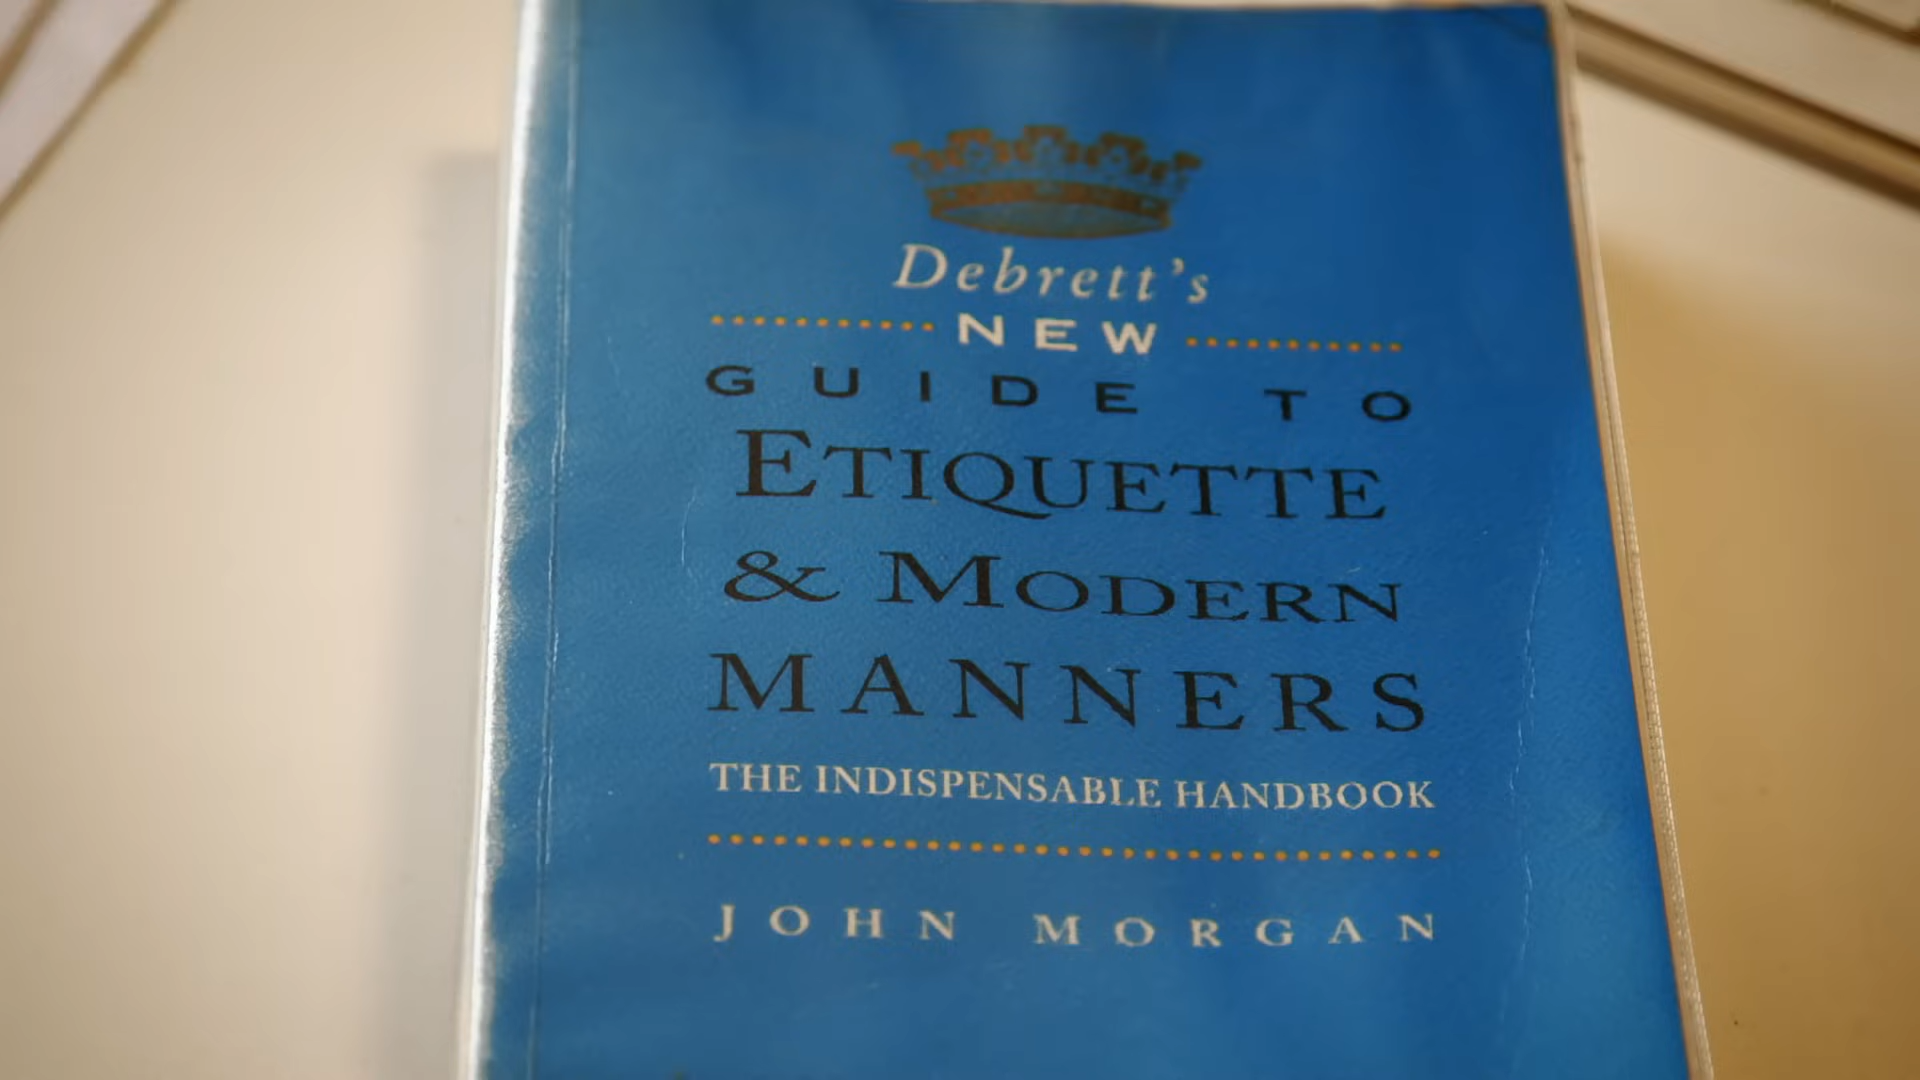 Debrett's
NEW
GUIDE TO
ETIQUETTE
& MODERN
MANNERS
THE INDISPENSABLE HANDBOOK
JOHN MORGAN